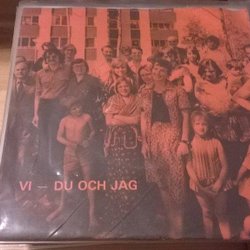 VI – DU OCH JAG